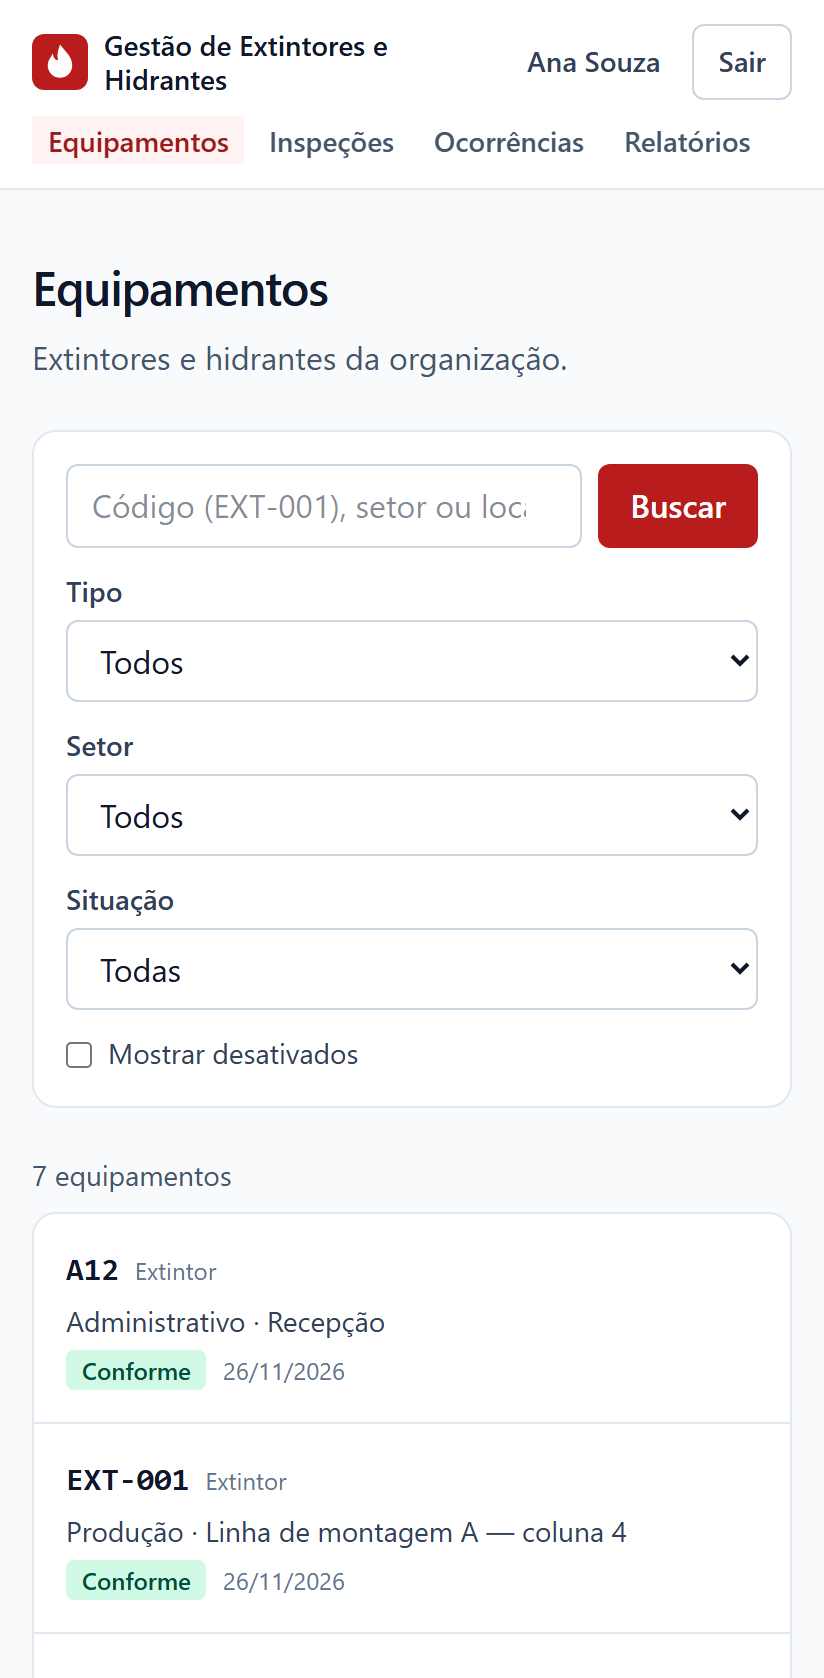 Gestão de Extintores e
Hidrantes
Ana Souza
Sair
Equipamentos
Inspeções
Ocorrências
Relatórios
Equipamentos
Extintores e hidrantes da organização.
Código (EXT-001), setor ou loca
Buscar
Tipo
Todos
Setor
Todos
Situação
Todas
Mostrar desativados
7 equipamentos
A12 Extintor
Administrativo · Recepção
Conforme 26/11/2026
EXT-001 Extintor
Produção · Linha de montagem A — coluna 4
Conforme 26/11/2026